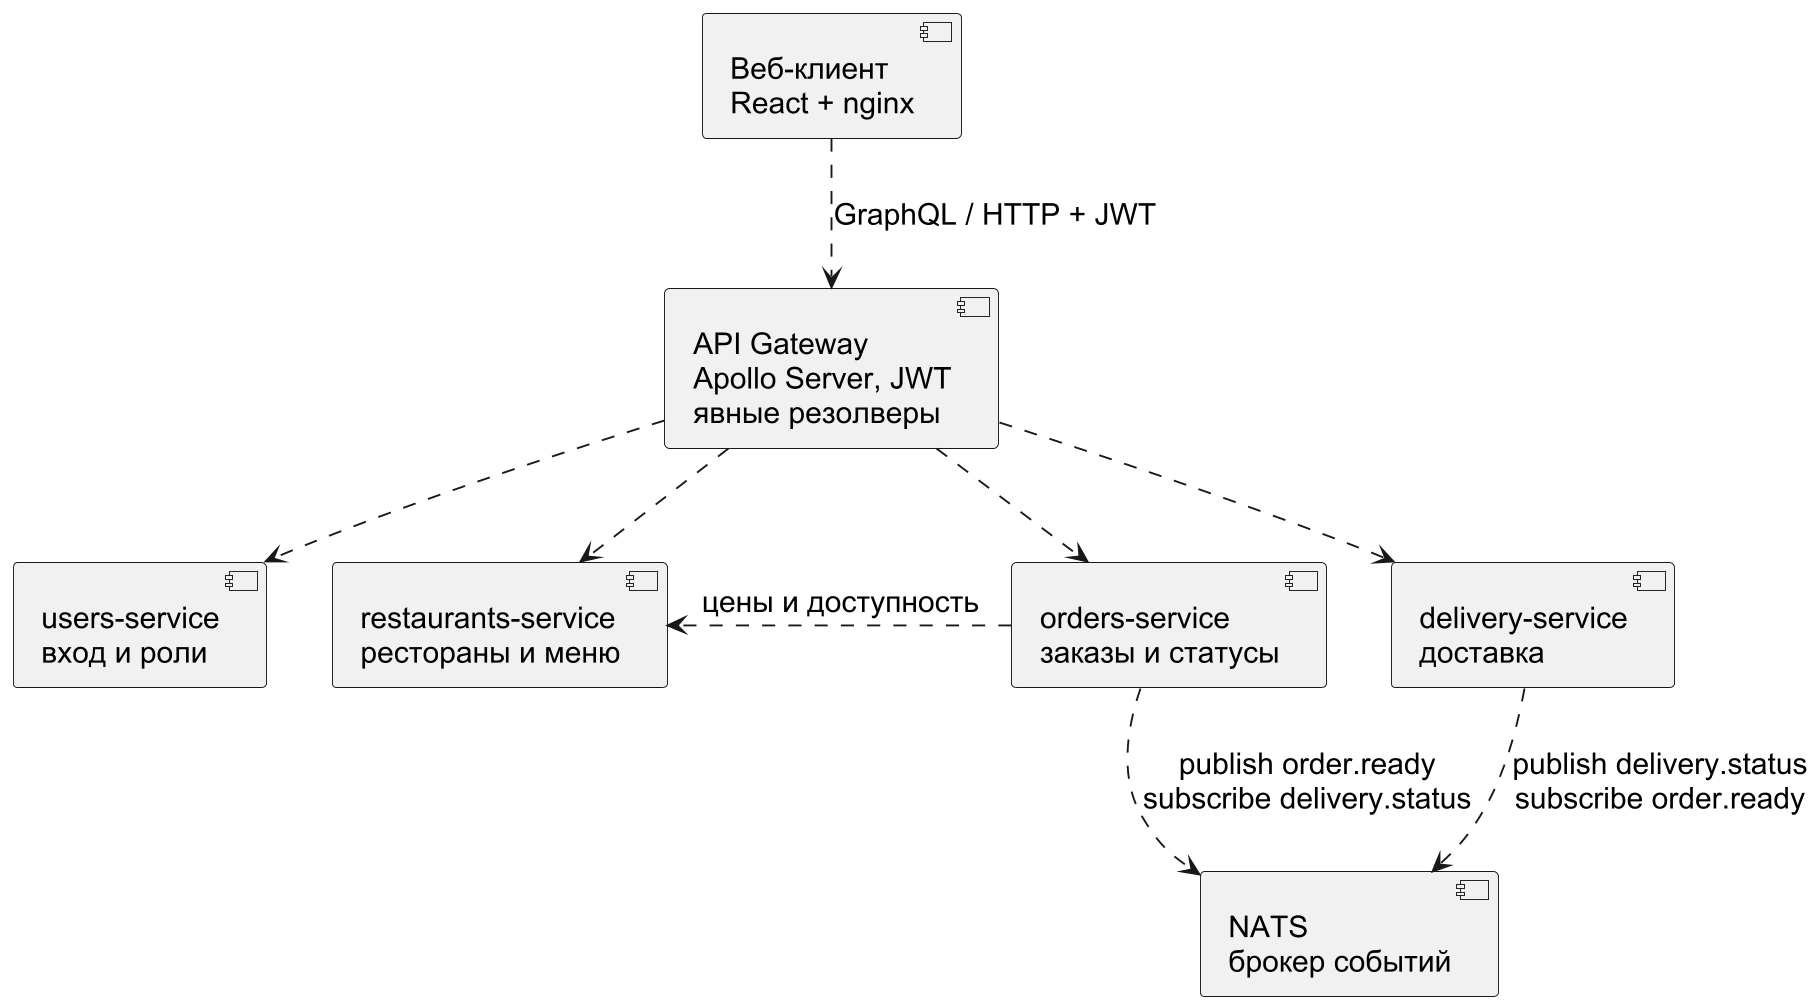 Веб-клиент
React + nginx
GraphQL / HTTP + JWT
API Gateway
Apollo Server, JWT
явные резолверы
users-service
вход и роли
restaurants-service
рестораны и меню
цены и доступность
orders-service
заказы и статусы
delivery-service
доставка
publish order.ready
subscribe delivery.status
publish delivery.status
subscribe order.ready
NATS
брокер событий